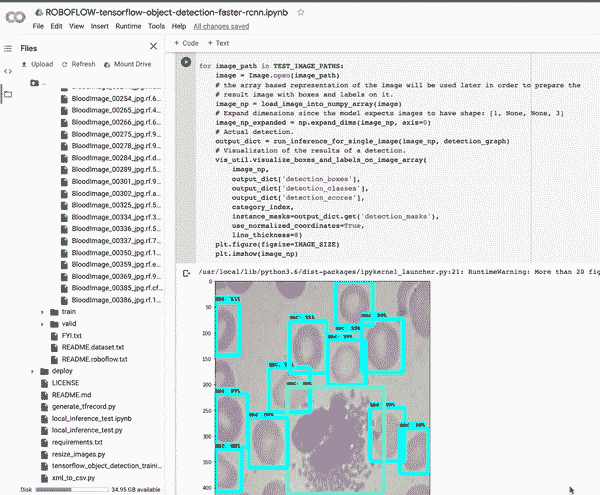 ROBOFLOW-tensorflow-object-detection-faster-rcnn.ipynb
File Edit View Insert Runtime Tools Help All changes saved
Files
Upload Refresh Mount Drive
..
BloodImage_00254_jpg.rf.6...
BloodImage_00265_jpg.rf.4...
BloodImage_00266_jpg.rf.6...
BloodImage_00275_jpg.rf.9...
BloodImage_00278_jpg.rf.9...
BloodImage_00284_jpg.rf.d...
BloodImage_00289_jpg.rf.5...
BloodImage_00301_jpg.rf.9...
BloodImage_00302_jpg.rf.a...
BloodImage_00325_jpg.rf.5...
BloodImage_00334_jpg.rf.3...
BloodImage_00336_jpg.rf.5...
BloodImage_00337_jpg.rf.7...
BloodImage_00350_jpg.rf.1...
BloodImage_00359_jpg.rf.0...
BloodImage_00369_jpg.rf.9...
BloodImage_00385_jpg.rf.cf...
BloodImage_00386_jpg.rf.1...
train
valid
FYI.txt
README.dataset.txt
README.roboflow.txt
deploy
LICENSE
README.md
generate_tfrecord.py
local_inference_test.ipynb
local_inference_test.py
requirements.txt
resize_images.py
tensorflow_object_detection_traini...
xml_to_csv.py
Disk 34.95 GB available
+ Code + Text
for image_path in TEST_IMAGE_PATHS:
image = Image.open(image_path)
# the array based representation of the image will be used later in order to prepare the
# result image with boxes and labels on it.
image_np = load_image_into_numpy_array(image)
# Expand dimensions since the model expects images to have shape: [1, None, None, 3]
image_np_expanded = np.expand_dims(image_np, axis=0)
# Actual detection.
output_dict = run_inference_for_single_image(image_np, detection_graph)
# Visualization of the results of a detection.
vis_util.visualize_boxes_and_labels_on_image_array(
image_np,
output_dict['detection_boxes'],
output_dict['detection_classes'],
output_dict['detection_scores'],
category_index,
instance_masks=output_dict.get('detection_masks'),
use_normalized_coordinates=True,
line_thickness=8)
plt.figure(figsize=IMAGE_SIZE)
plt.imshow(image_np)
/usr/local/lib/python3.6/dist-packages/ipykernel_launcher.py:21: RuntimeWarning: More than 20 fig
0
50
100
150
200
250
300
350
400